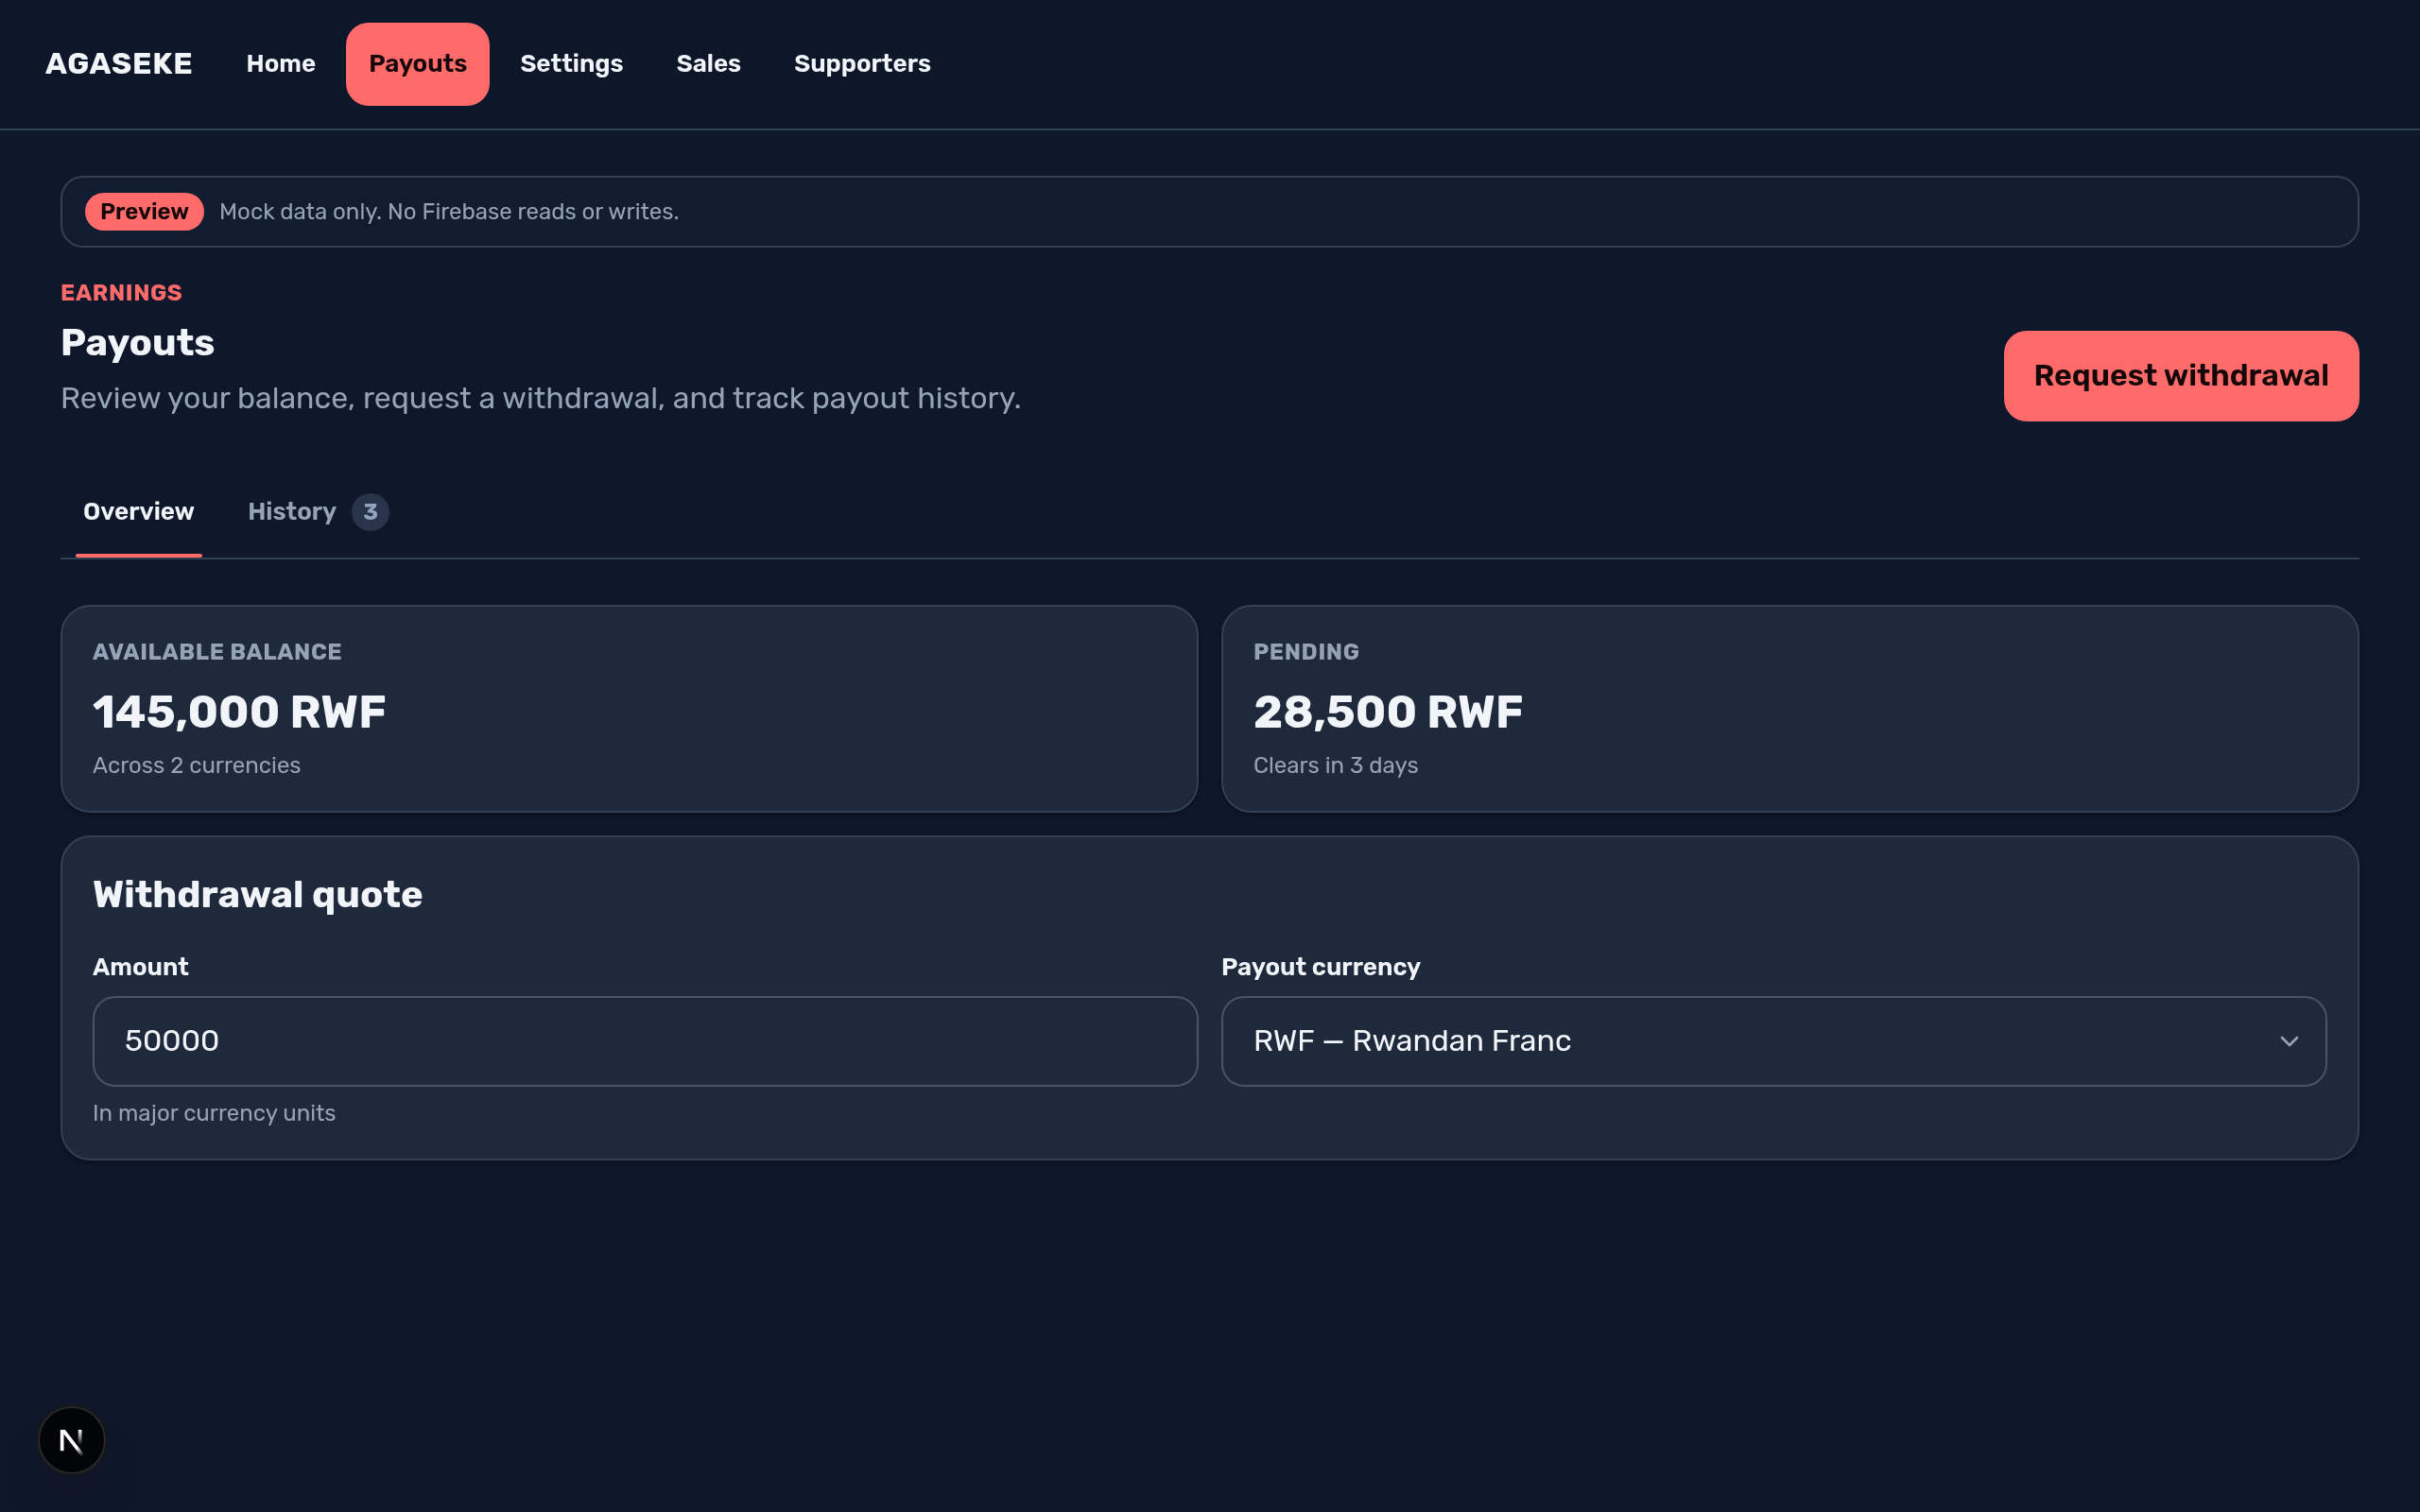 AGASEKE Home Payouts Settings Sales Supporters
Preview Mock data only. No Firebase reads or writes.
EARNINGS
Payouts
Review your balance, request a withdrawal, and track payout history.
Request withdrawal
Overview History 3
AVAILABLE BALANCE
145,000 RWF
Across 2 currencies
PENDING
28,500 RWF
Clears in 3 days
Withdrawal quote
Amount
50000
In major currency units
Payout currency
RWF — Rwandan Franc
N